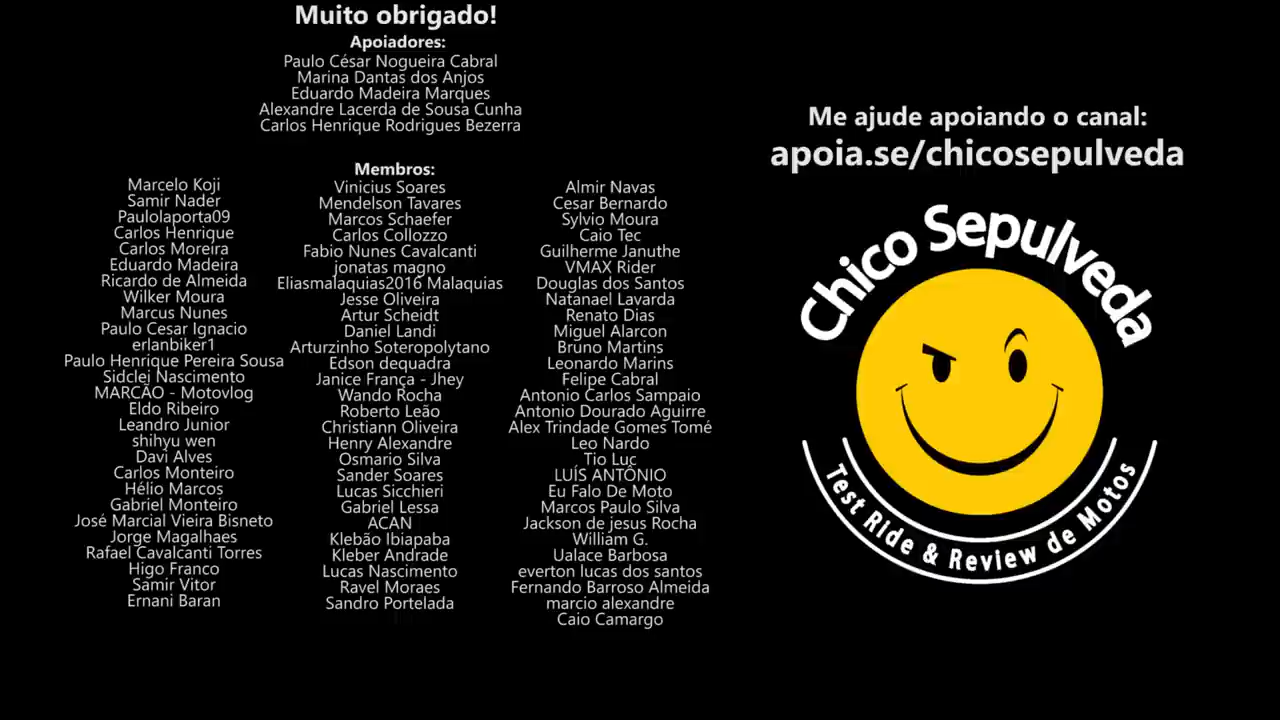 Muito obrigado!
Apoiadores:
Paulo César Nogueira Cabral
Marina Dantas dos Anjos
Eduardo Madeira Marques
Alexandre Lacerda de Sousa Cunha
Carlos Henrique Rodrigues Bezerra
Membros:
Marcelo Koji
Samir Nader
Paulolaporta09
Carlos Henrique
Carlos Moreira
Eduardo Madeira
Ricardo de Almeida
Wilker Moura
Marcus Nunes
Paulo Cesar Ignacio
erlanbiker1
Paulo Henrique Pereira Sousa
Sidclei Nascimento
MARCÃO - Motovlog
Eldo Ribeiro
Leandro Junior
shihyu wen
Davi Alves
Carlos Monteiro
Hélio Marcos
Gabriel Monteiro
José Marcial Vieira Bisneto
Jorge Magalhaes
Rafael Cavalcanti Torres
Higo Franco
Samir Vitor
Ernani Baran
Vinicius Soares
Mendelson Tavares
Marcos Schaefer
Carlos Collozzo
Fabio Nunes Cavalcanti
jonatas magno
Eliasmalaquias2016 Malaquias
Jesse Oliveira
Artur Scheidt
Daniel Landi
Arturzinho Soteropolytano
Edson dequadra
Janice França - Jhey
Wando Rocha
Roberto Leão
Christiann Oliveira
Henry Alexandre
Osmario Silva
Sander Soares
Lucas Sicchieri
Gabriel Lessa
ACAN
Klebão Ibiapaba
Kleber Andrade
Lucas Nascimento
Ravel Moraes
Sandro Portelada
Almir Navas
Cesar Bernardo
Sylvio Moura
Caio Tec
Guilherme Januthe
VMAX Rider
Douglas dos Santos
Natanael Lavarda
Renato Dias
Miguel Alarcon
Bruno Martins
Leonardo Marins
Felipe Cabral
Antonio Carlos Sampaio
Antonio Dourado Aguirre
Alex Trindade Gomes Tomé
Leo Nardo
Tio Luc
LUÍS ANTÔNIO
Eu Falo De Moto
Marcos Paulo Silva
Jackson de jesus Rocha
William G.
Ualace Barbosa
everton lucas dos santos
Fernando Barroso Almeida
marcio alexandre
Caio Camargo
Me ajude apoiando o canal:
apoia.se/chicosepulveda
Chico Sepulveda
Test Ride & Review de Motos